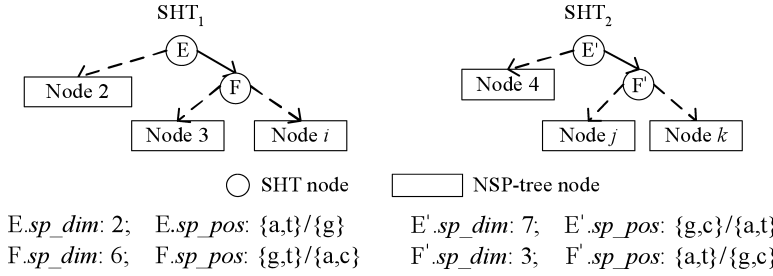 SHT1 SHT2
E E'
Node 2 F Node 4 F'
Node 3 Node i Node j Node k
SHT node NSP-tree node
E.sp_dim: 2; E.sp_pos: {a,t}/{g} E'.sp_dim: 7; E'.sp_pos: {g,c}/{a,t}
F.sp_dim: 6; F.sp_pos: {g,t}/{a,c} F'.sp_dim: 3; F'.sp_pos: {a,t}/{g,c}